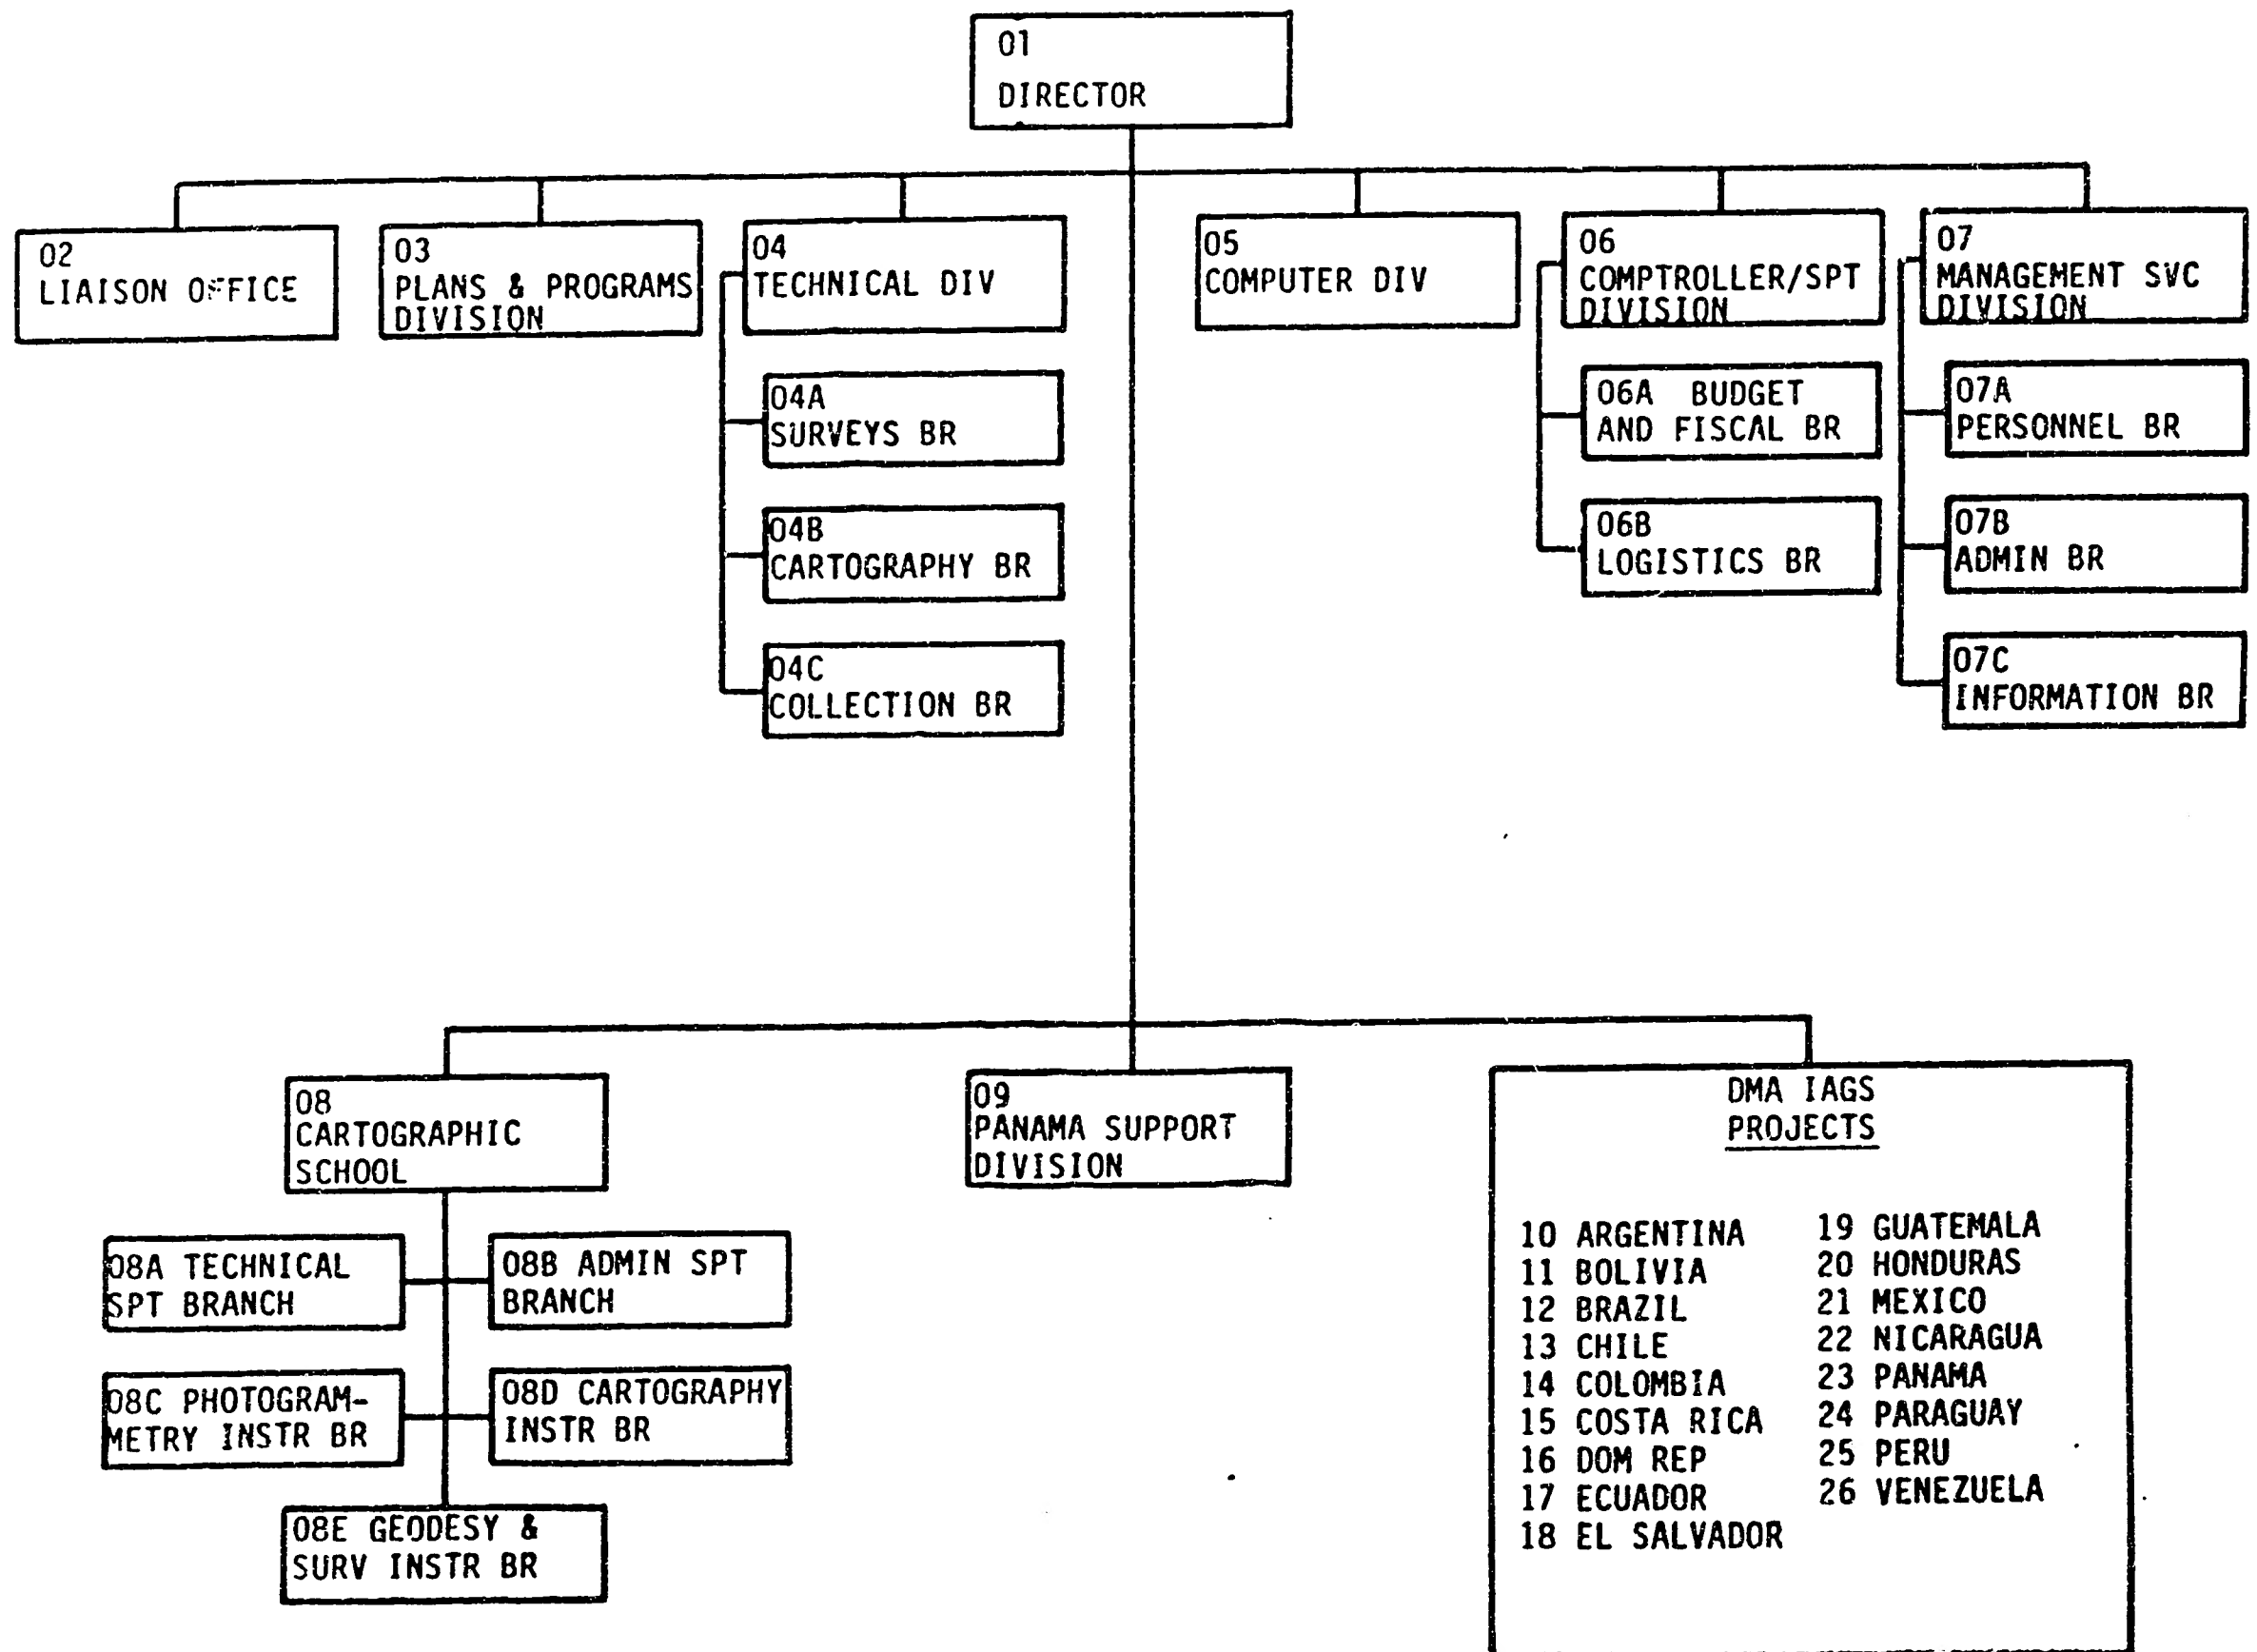 01
DIRECTOR
02
LIAISON OFFICE
03
PLANS & PROGRAMS
DIVISION
04
TECHNICAL DIV
04A
SURVEYS BR
04B
CARTOGRAPHY BR
04C
COLLECTION BR
05
COMPUTER DIV
06
COMPTROLLER/SPT
DIVISION
06A BUDGET
AND FISCAL BR
06B
LOGISTICS BR
07
MANAGEMENT SVC
DIVISION
07A
PERSONNEL BR
07B
ADMIN BR
07C
INFORMATION BR
08
CARTOGRAPHIC
SCHOOL
08A TECHNICAL
SPT BRANCH
08B ADMIN SPT
BRANCH
08C PHOTOGRAM-
METRY INSTR BR
08D CARTOGRAPHY
INSTR BR
08E GEODESY &
SURV INSTR BR
09
PANAMA SUPPORT
DIVISION
DMA IAGS
PROJECTS
10 ARGENTINA
11 BOLIVIA
12 BRAZIL
13 CHILE
14 COLOMBIA
15 COSTA RICA
16 DOM REP
17 ECUADOR
18 EL SALVADOR
19 GUATEMALA
20 HONDURAS
21 MEXICO
22 NICARAGUA
23 PANAMA
24 PARAGUAY
25 PERU
26 VENEZUELA